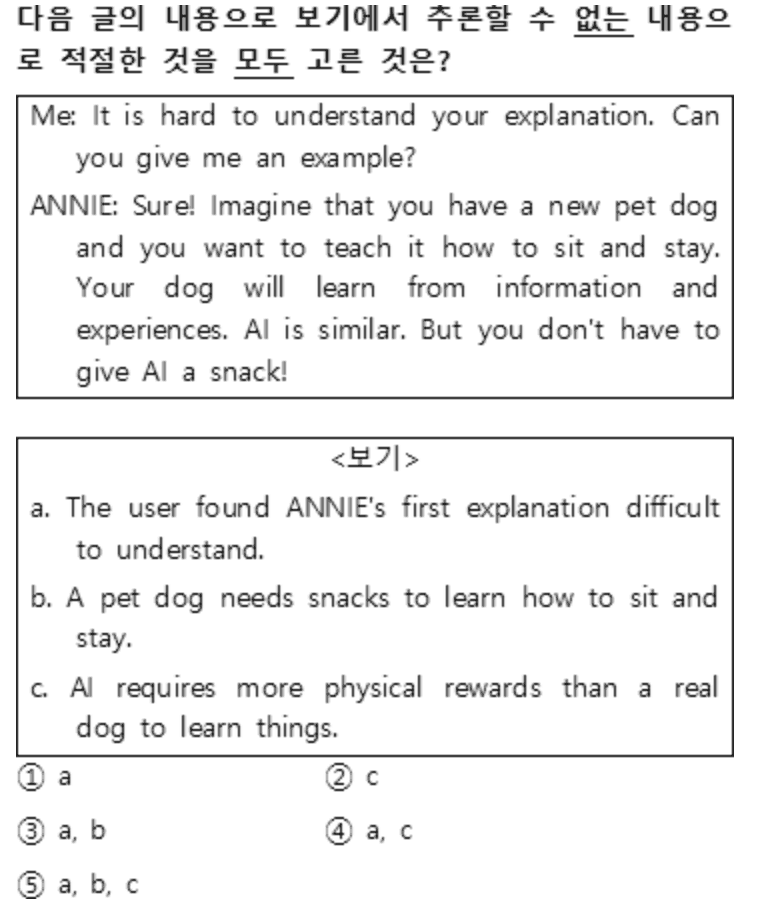 다음 글의 내용으로 보기에서 추론할 수 없는 내용으
로 적절한 것을 모두 고른 것은?
Me: It is hard to understand your explanation. Can
you give me an example?
ANNIE: Sure! Imagine that you have a new pet dog
and you want to teach it how to sit and stay.
Your dog will learn from information and
experiences. AI is similar. But you don't have to
give AI a snack!
<보기>
a. The user found ANNIE's first explanation difficult
to understand.
b. A pet dog needs snacks to learn how to sit and
stay.
c. AI requires more physical rewards than a real
dog to learn things.
① a ② c
③ a, b ④ a, c
⑤ a, b, c